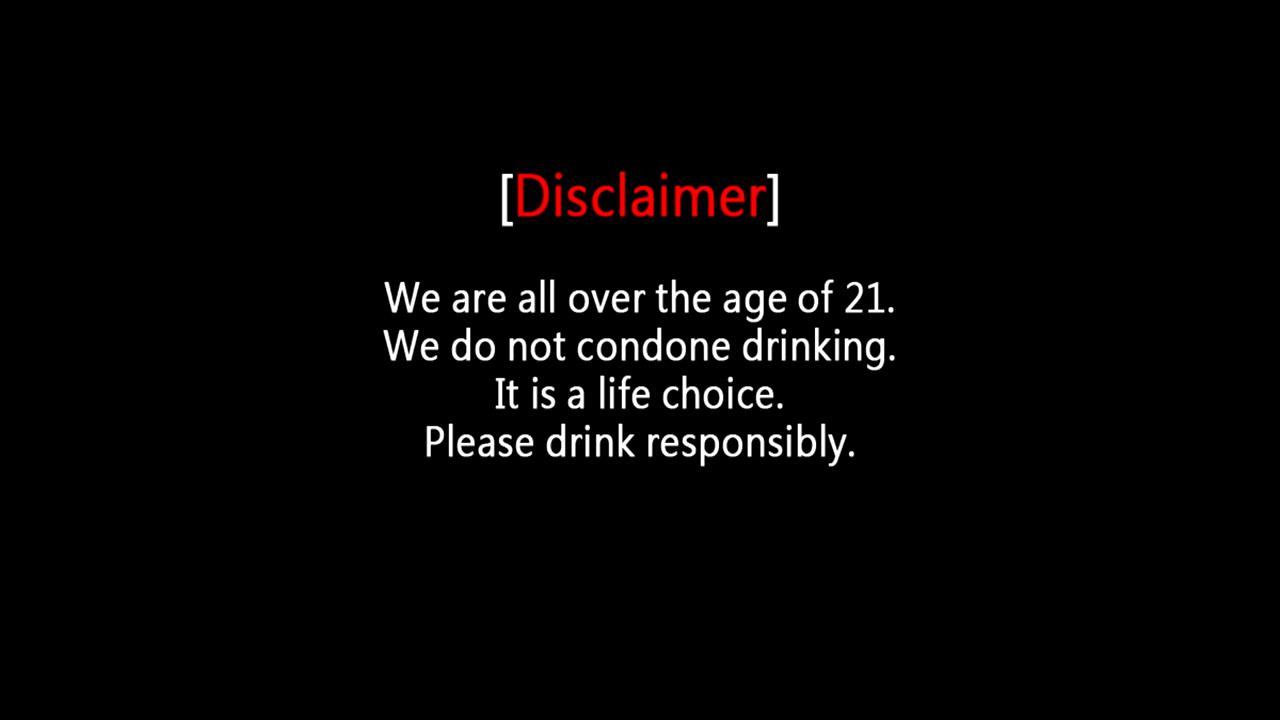 [Disclaimer]
We are all over the age of 21.
We do not condone drinking.
It is a life choice.
Please drink responsibly.